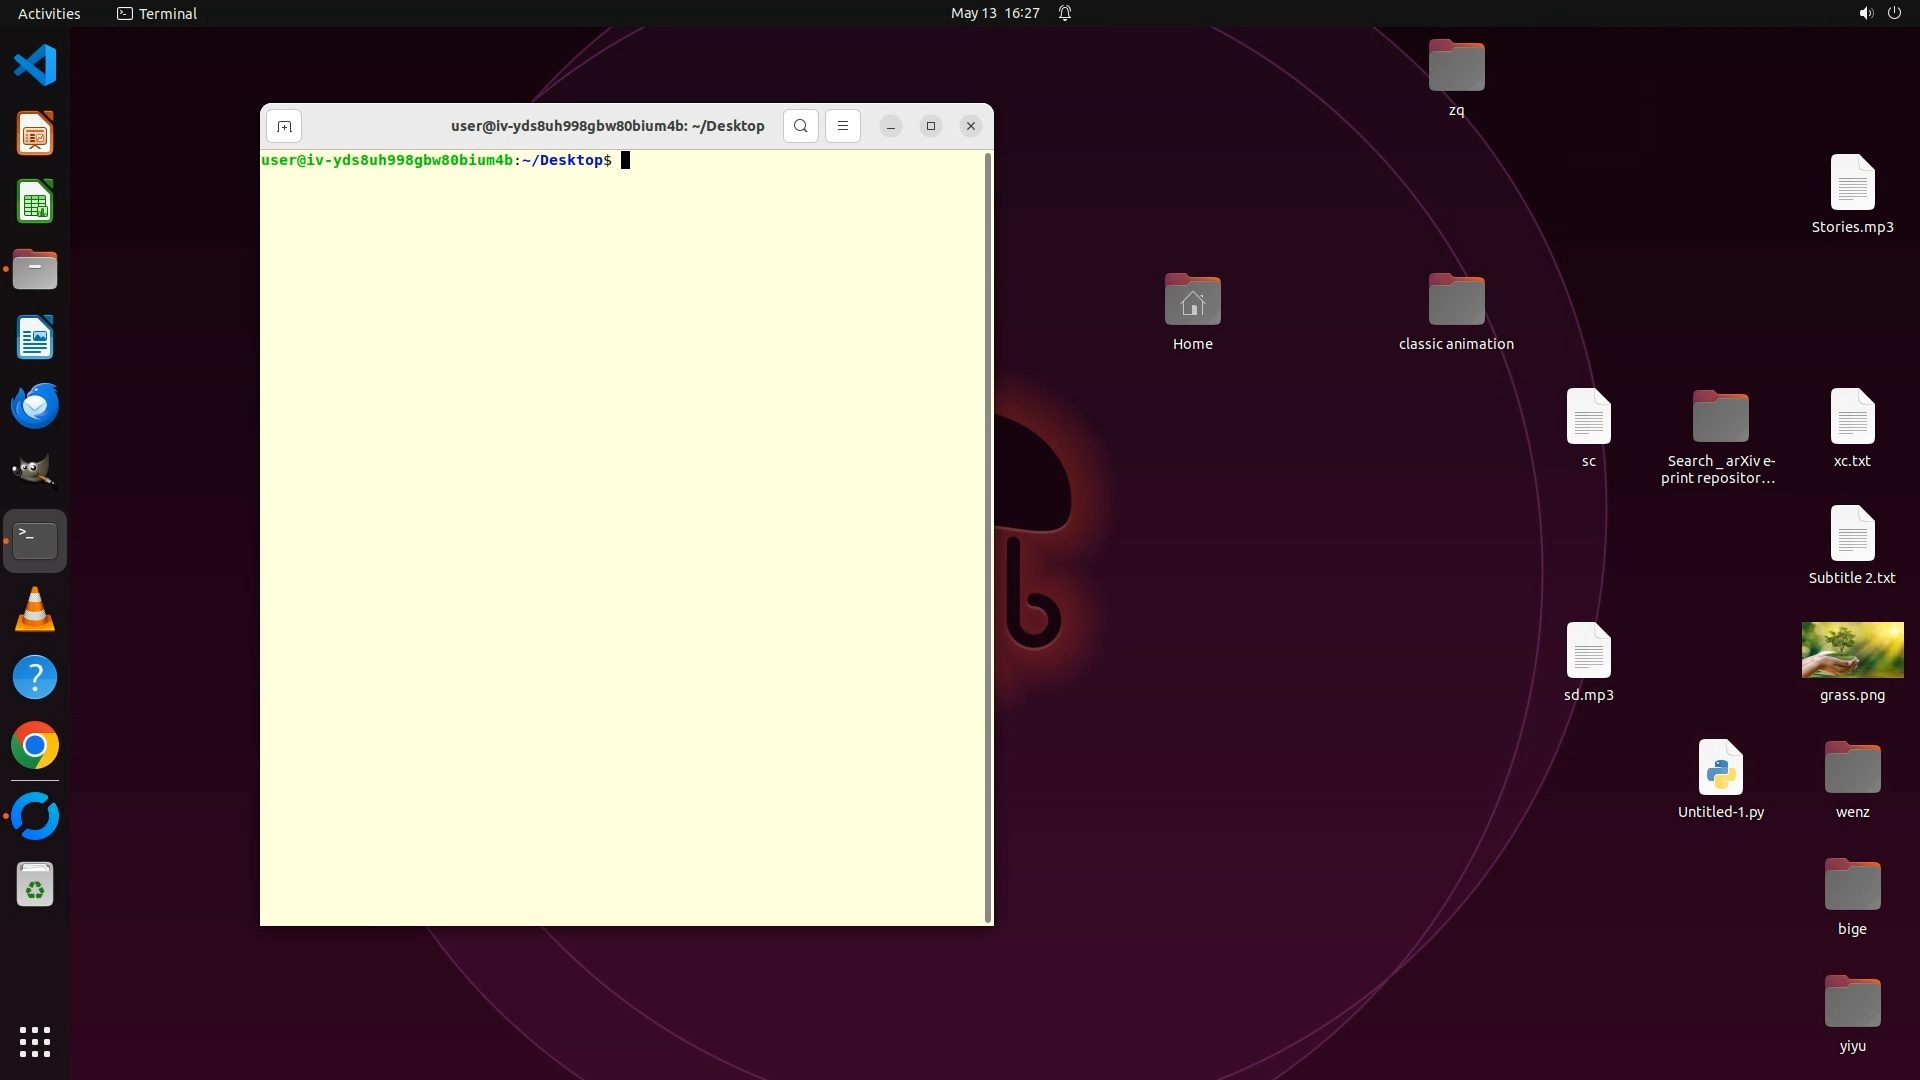 Activities
Terminal
May 13 16:27
user@iv-yds8uh998gbw80bium4b: ~/Desktop
user@iv-yds8uh998gbw80bium4b:~/Desktop$
zq
Stories.mp3
Home
classic animation
sc
Search _ arXiv e-
print repositor...
xc.txt
Subtitle 2.txt
sd.mp3
grass.png
Untitled-1.py
wenz
bige
yiyu